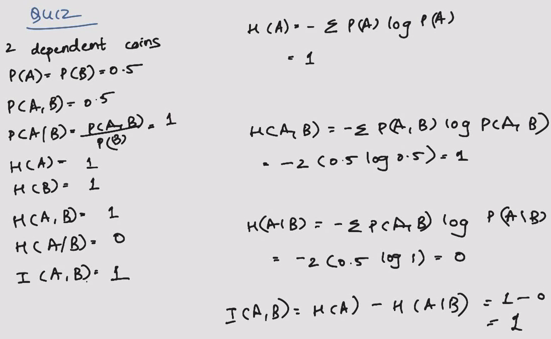 Quiz
2 dependent coins
P(A) = P(B) = 0.5
P(A,B) = 0.5
P(A/B) = P(A,B) / P(B) = 1
H(A) = 1
H(B) = 1
H(A,B) = 1
H(A/B) = 0
I(A,B) = 1
H(A) = - Σ P(A) log P(A)
= 1
H(A,B) = -Σ P(A,B) log P(A,B)
= -2 (0.5 log 0.5) = 1
H(A|B) = -Σ P(A,B) log P(A|B)
= -2 (0.5 log 1) = 0
I(A,B) = H(A) - H(A|B) = 1-0
= 1